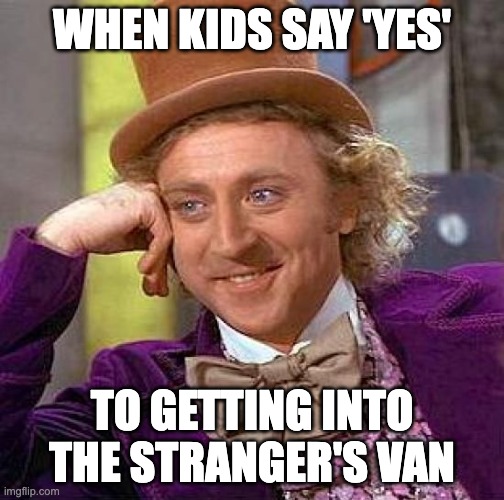 WHEN KIDS SAY 'YES'
TO GETTING INTO
THE STRANGER'S VAN
imgflip.com